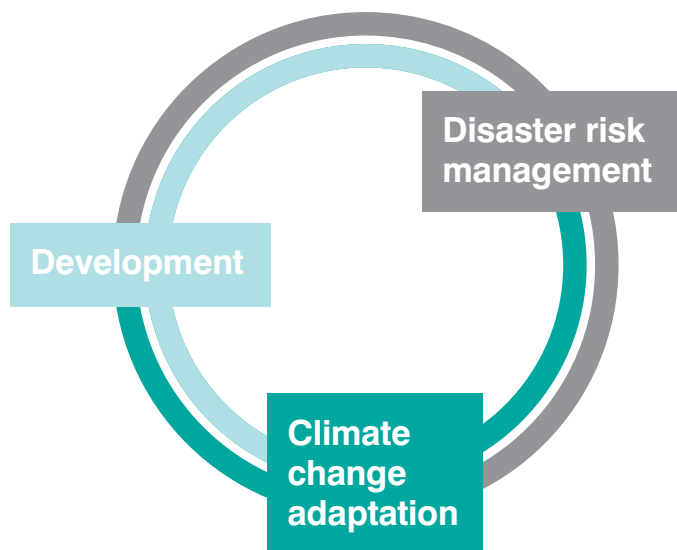 Disaster risk
management
Development
Climate
change
adaptation